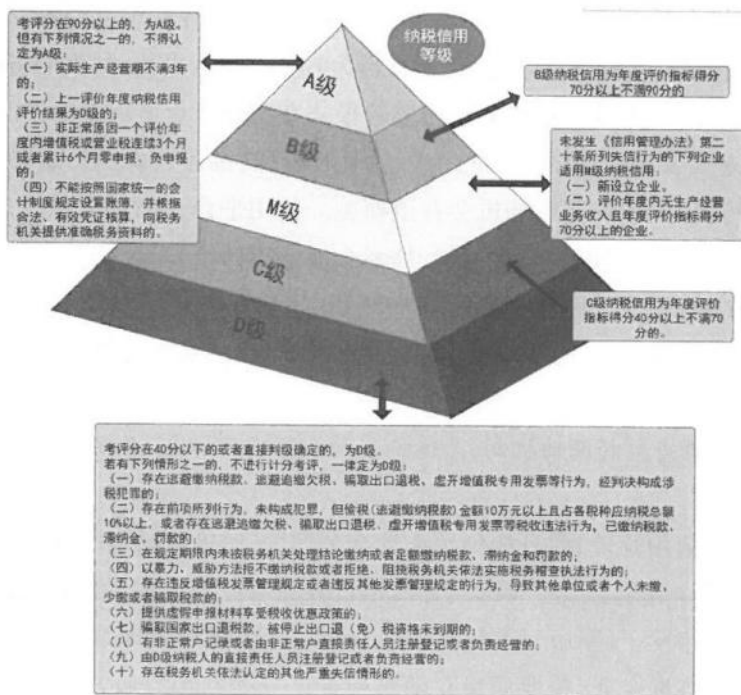 考评分在90分以上的，为A级。
但有下列情况之一的，不得认
定为A级：
（一）实际生产经营期不满3年
的；
（二）上一评价年度纳税信用
评价结果为D级的；
（三）非正常原因一个评价年
度内增值税或营业税连续3个月
或者累计6个月零申报、负申报
的；
（四）不能按照国家统一的会
计制度规定设置账簿、并根据
合法、有效凭证核算，向税务
机关提供准确税务资料的。
纳税信用
等级
A级
B级
M级
C级
D级
B级纳税信用为年度评价指标得分
70分以上不满90分的
未发生《信用管理办法》第二
十条所列失信行为的下列企业
适用M级纳税信用：
（一）新设立企业。
（二）评价年度内无生产经营
业务收入且年度评价指标得分
70分以上的企业。
C级纳税信用为年度评价
指标得分40分以上不满70
分的。
考评分在40分以下的或者直接判级确定的，为D级。
若有下列情形之一的，不进行计分考评，一律定为D级：
（一）存在逃避缴纳税款、逃避追缴欠税、骗取出口退税、虚开增值税专用发票等行为，经判决构成涉
税犯罪的；
（二）存在前项所列行为，未构成犯罪，但偷税(逃避缴纳税款)金额10万元以上且占各税种应纳税总额
10%以上，或者存在逃避追缴欠税、骗取出口退税、虚开增值税专用发票等税收违法行为，已缴纳税款、
滞纳金、罚款的；
（三）在规定期限内未按税务机关处理结论缴纳或者足额缴纳税款、滞纳金和罚款的；
（四）以暴力、威胁方法拒不缴纳税款或者拒绝、阻挠税务机关依法实施税务稽查执法行为的；
（五）存在违反增值税发票管理规定或者违反其他发票管理规定的行为，导致其他单位或者个人未缴、
少缴或者骗取税款的；
（六）提供虚假申报材料享受税收优惠政策的；
（七）骗取国家出口退税款，被停止出口退（免）税资格未到期的；
（八）有非正常户记录或者由非正常户直接责任人员注册登记或者负责经营的；
（九）由D级纳税人的直接责任人员注册登记或者负责经营的；
（十）存在税务机关依法认定的其他严重失信情形的。